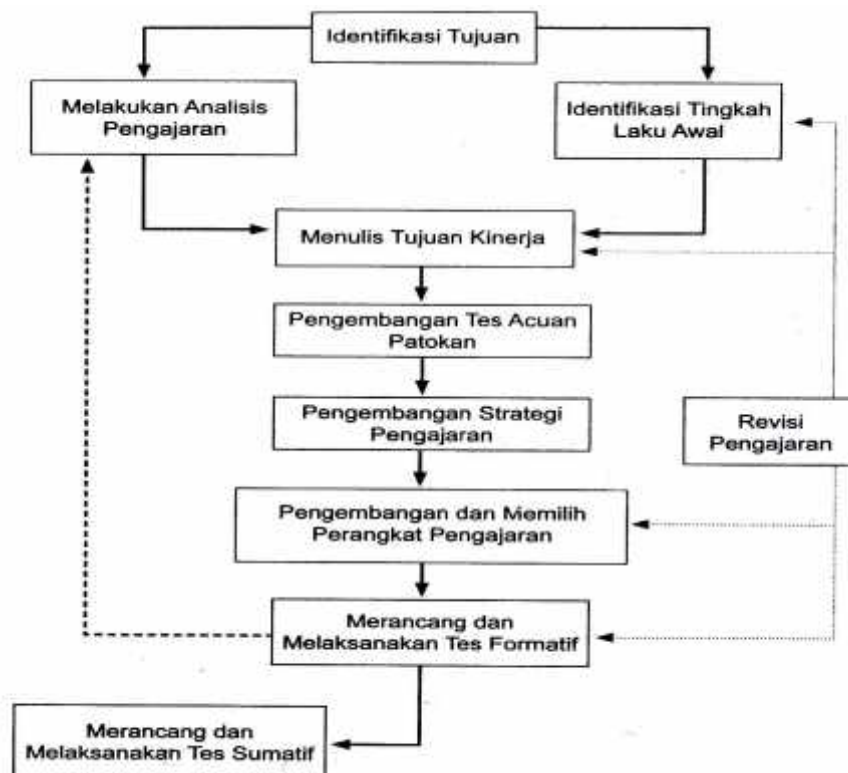 Identifikasi Tujuan
Melakukan Analisis
Pengajaran
Identifikasi Tingkah
Laku Awal
Menulis Tujuan Kinerja
Pengembangan Tes Acuan
Patokan
Pengembangan Strategi
Pengajaran
Revisi
Pengajaran
Pengembangan dan Memilih
Perangkat Pengajaran
Merancang dan
Melaksanakan Tes Formatif
Merancang dan
Melaksanakan Tes Sumatif